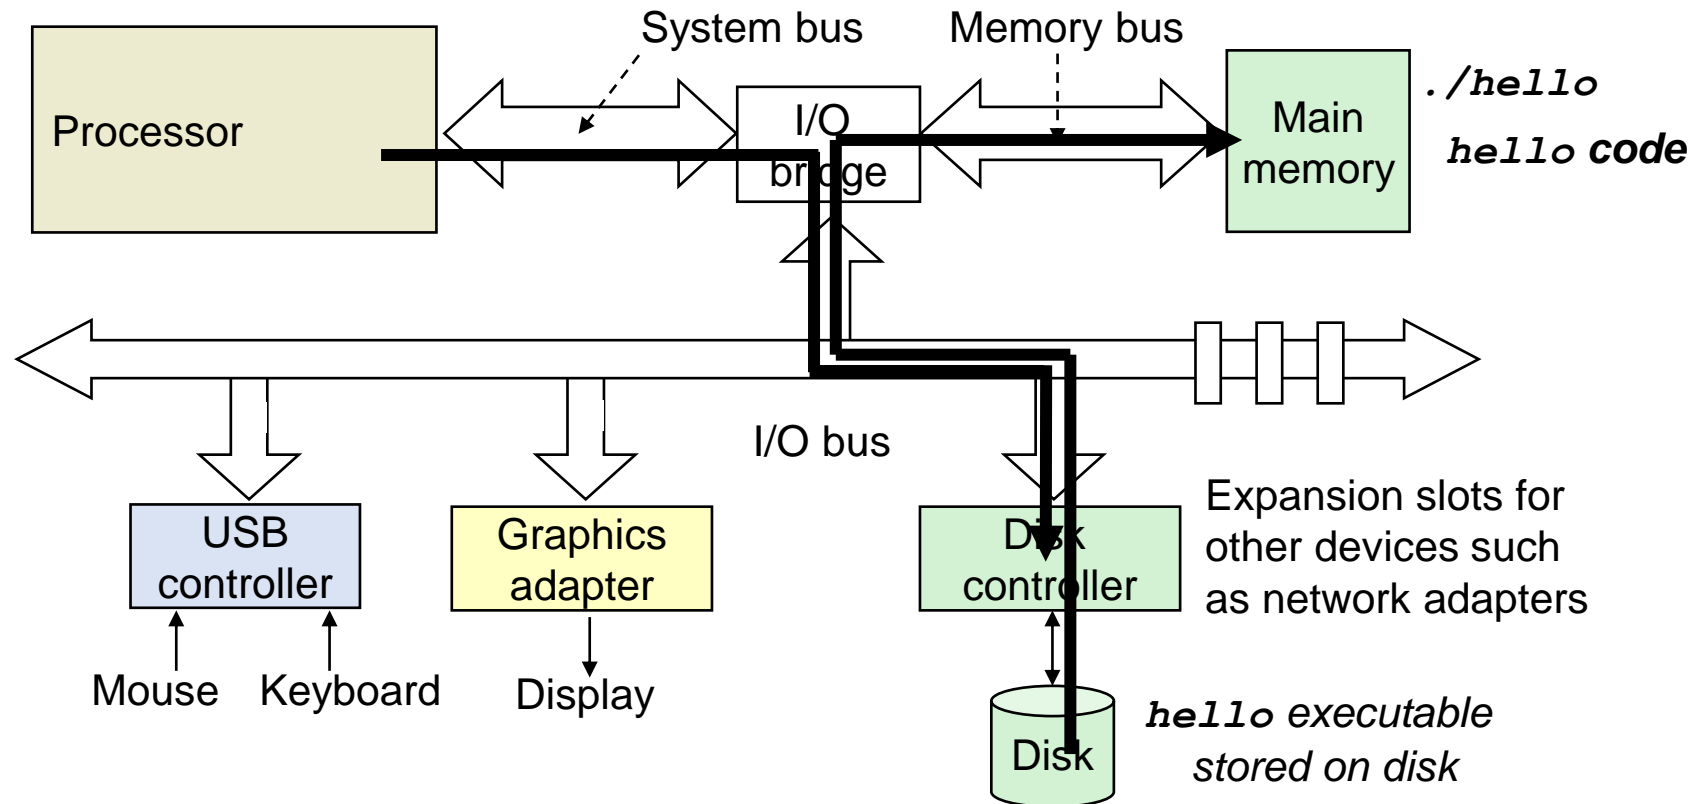 System bus
Memory bus
Processor
I/O
bridge
Main
memory
./hello
hello code
I/O bus
USB
controller
Graphics
adapter
Disk
controller
Expansion slots for
other devices such
as network adapters
Mouse
Keyboard
Display
Disk
hello executable
stored on disk